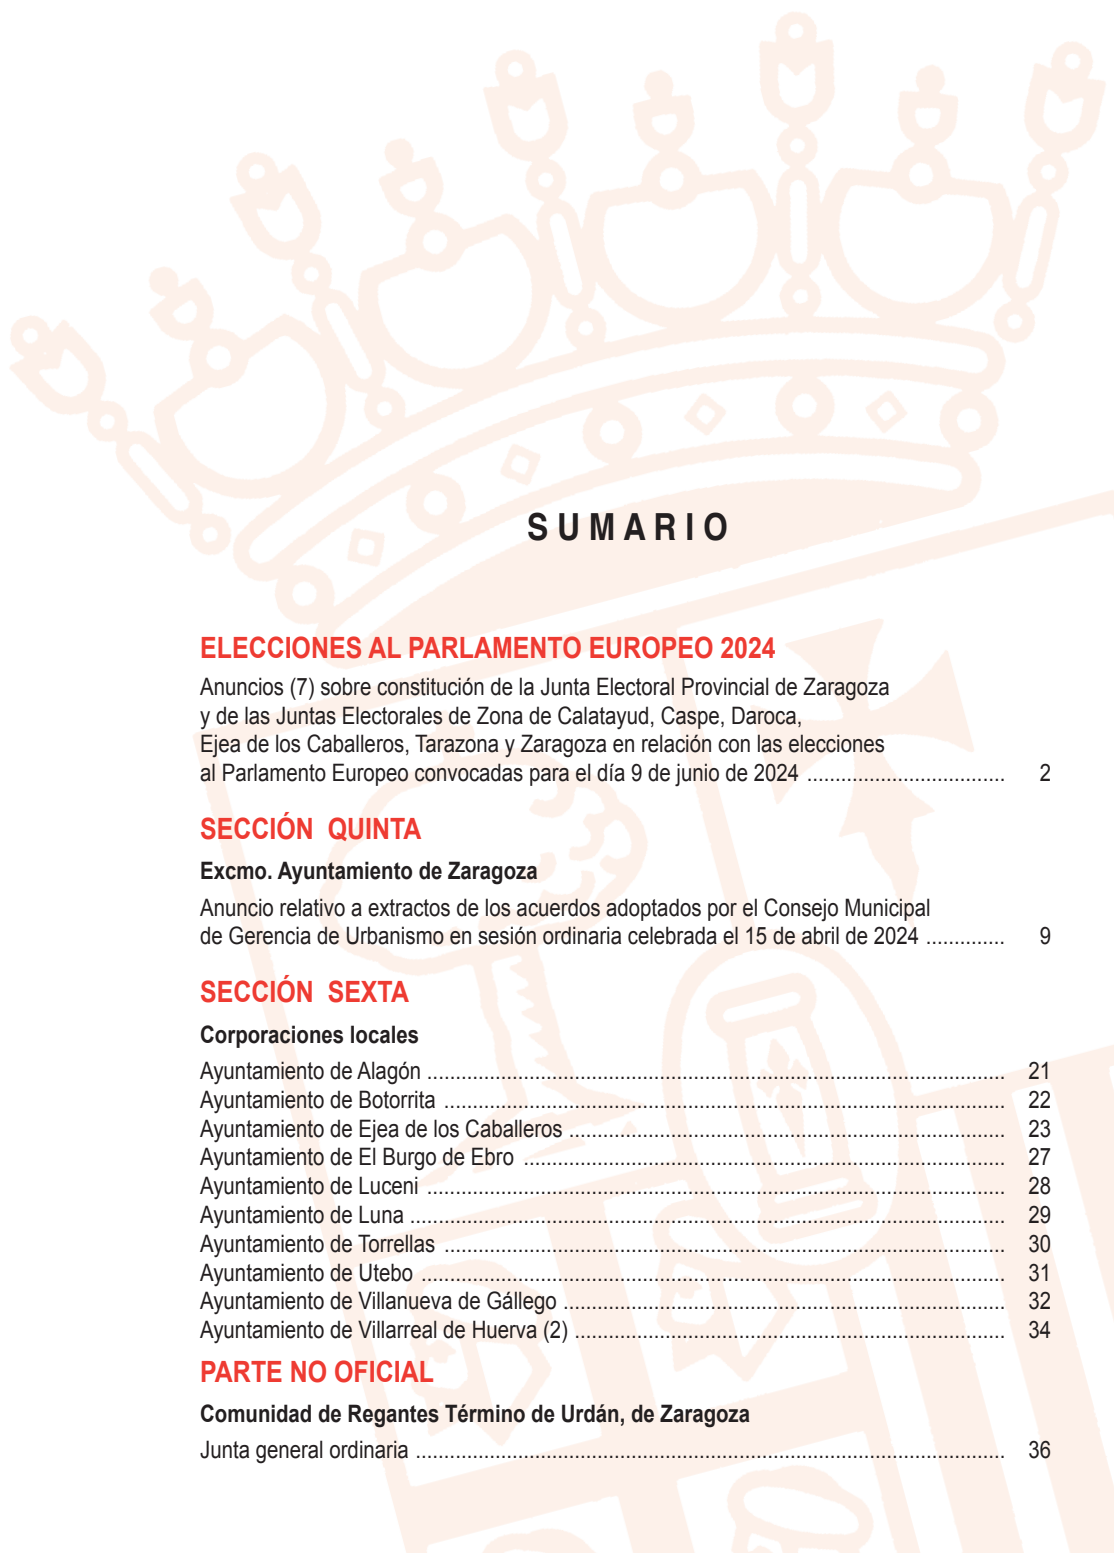 SUMARIO
ELECCIONES AL PARLAMENTO EUROPEO 2024
Anuncios (7) sobre constitución de la Junta Electoral Provincial de Zaragoza
y de las Juntas Electorales de Zona de Calatayud, Caspe, Daroca,
Ejea de los Caballeros, Tarazona y Zaragoza en relación con las elecciones
al Parlamento Europeo convocadas para el día 9 de junio de 2024 .................................. 2
SECCIÓN QUINTA
Excmo. Ayuntamiento de Zaragoza
Anuncio relativo a extractos de los acuerdos adoptados por el Consejo Municipal
de Gerencia de Urbanismo en sesión ordinaria celebrada el 15 de abril de 2024 .............. 9
SECCIÓN SEXTA
Corporaciones locales
Ayuntamiento de Alagón ..................................................................................................... 21
Ayuntamiento de Botorrita .................................................................................................. 22
Ayuntamiento de Ejea de los Caballeros ............................................................................ 23
Ayuntamiento de El Burgo de Ebro .................................................................................... 27
Ayuntamiento de Luceni ..................................................................................................... 28
Ayuntamiento de Luna ........................................................................................................ 29
Ayuntamiento de Torrellas .................................................................................................. 30
Ayuntamiento de Utebo ...................................................................................................... 31
Ayuntamiento de Villanueva de Gállego ............................................................................. 32
Ayuntamiento de Villarreal de Huerva (2) ........................................................................... 34
PARTE NO OFICIAL
Comunidad de Regantes Término de Urdán, de Zaragoza
Junta general ordinaria ....................................................................................................... 36